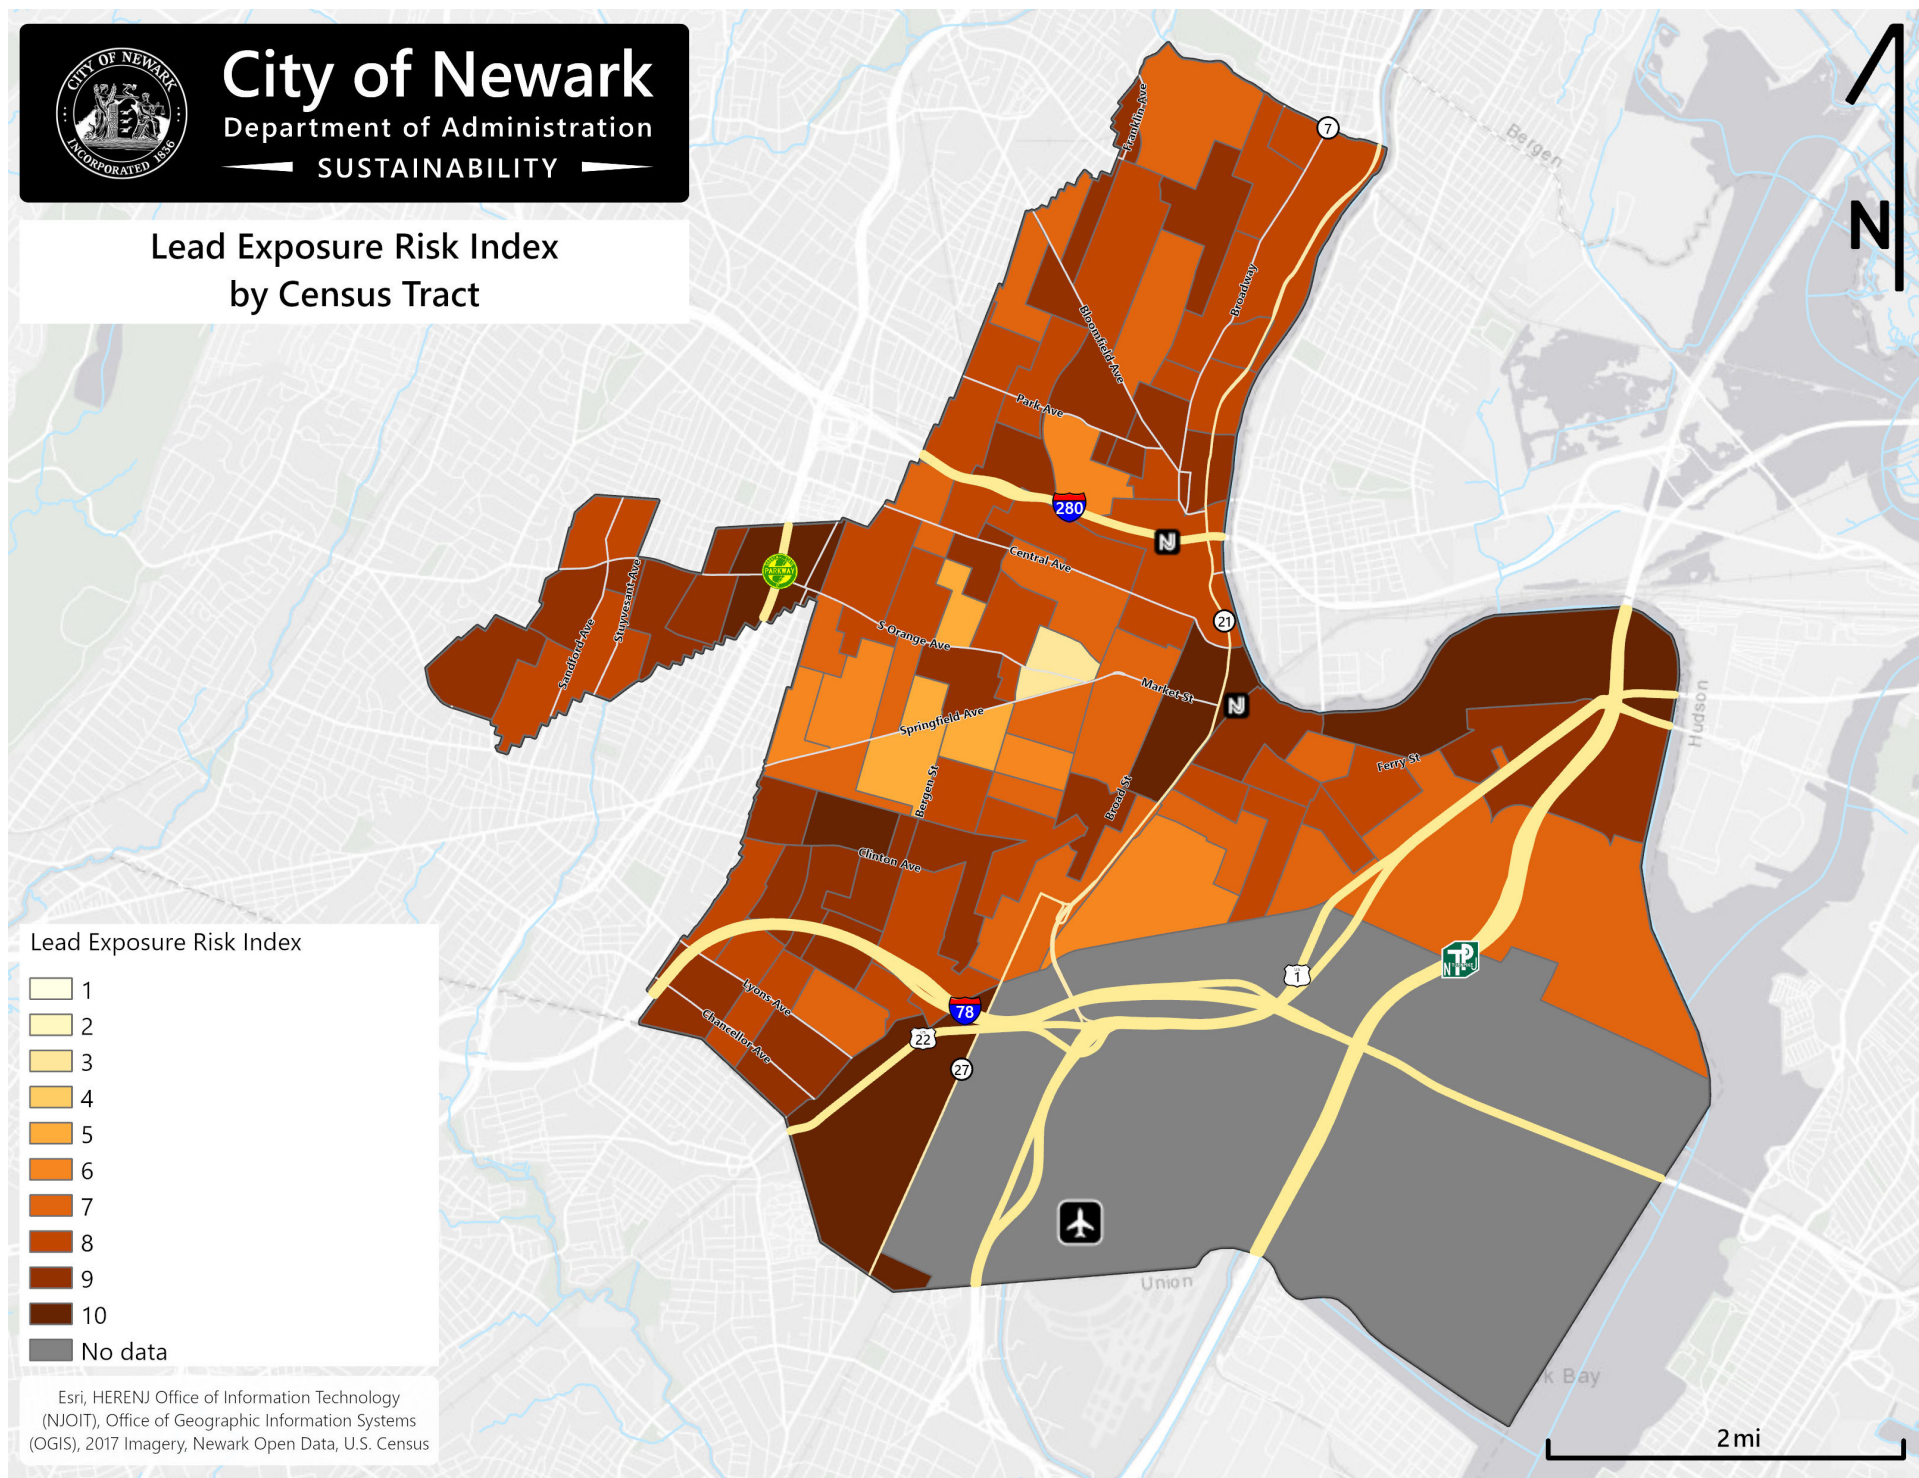 CITY OF NEWARK
INCORPORATED 1836
City of Newark
Department of Administration
SUSTAINABILITY
Lead Exposure Risk Index
by Census Tract
N
Bergen
Franklin Ave
7
Broadway
Bloomfield Ave
Park Ave
280
Central Ave
PARKWAY
Stuyvesant Ave
Sandford Ave
S Orange Ave
21
Market St
Hudson
Springfield Ave
Ferry St
Bergen St
Broad St
Clinton Ave
Lyons Ave
Chancellor Ave
78
22
27
1
NTP
Union
k Bay
Lead Exposure Risk Index
1
2
3
4
5
6
7
8
9
10
No data
Esri, HERENJ Office of Information Technology
(NJOIT), Office of Geographic Information Systems
(OGIS), 2017 Imagery, Newark Open Data, U.S. Census
2 mi